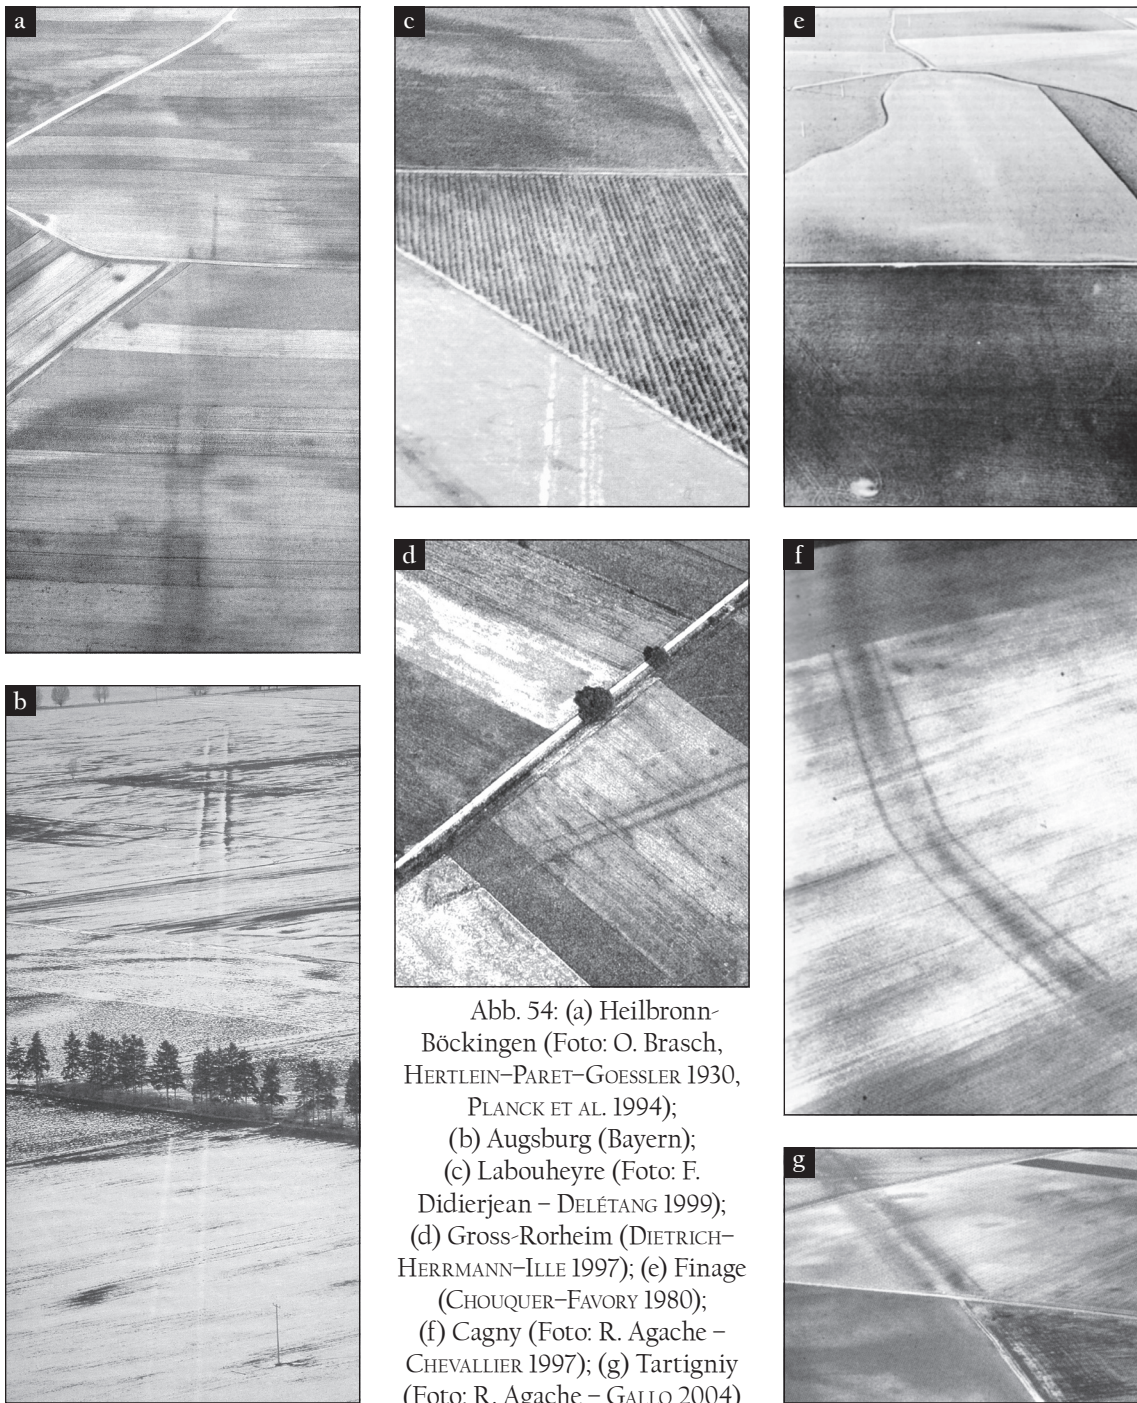 a
b
c
d
e
f
g
Abb. 54: (a) Heilbronn-
Böckingen (Foto: O. Brasch,
HERTLEIN–PARET–GOESSLER 1930,
PLANCK ET AL. 1994);
(b) Augsburg (Bayern);
(c) Labouheyre (Foto: F.
Didierjean – DELÉTANG 1999);
(d) Gross-Rorheim (DIETRICH–
HERRMANN–ILLE 1997); (e) Finage
(CHOUQUER–FAVORY 1980);
(f) Cagny (Foto: R. Agache –
CHEVALLIER 1997); (g) Tartigniy
(Foto: R. Agache – GALLO 2004)